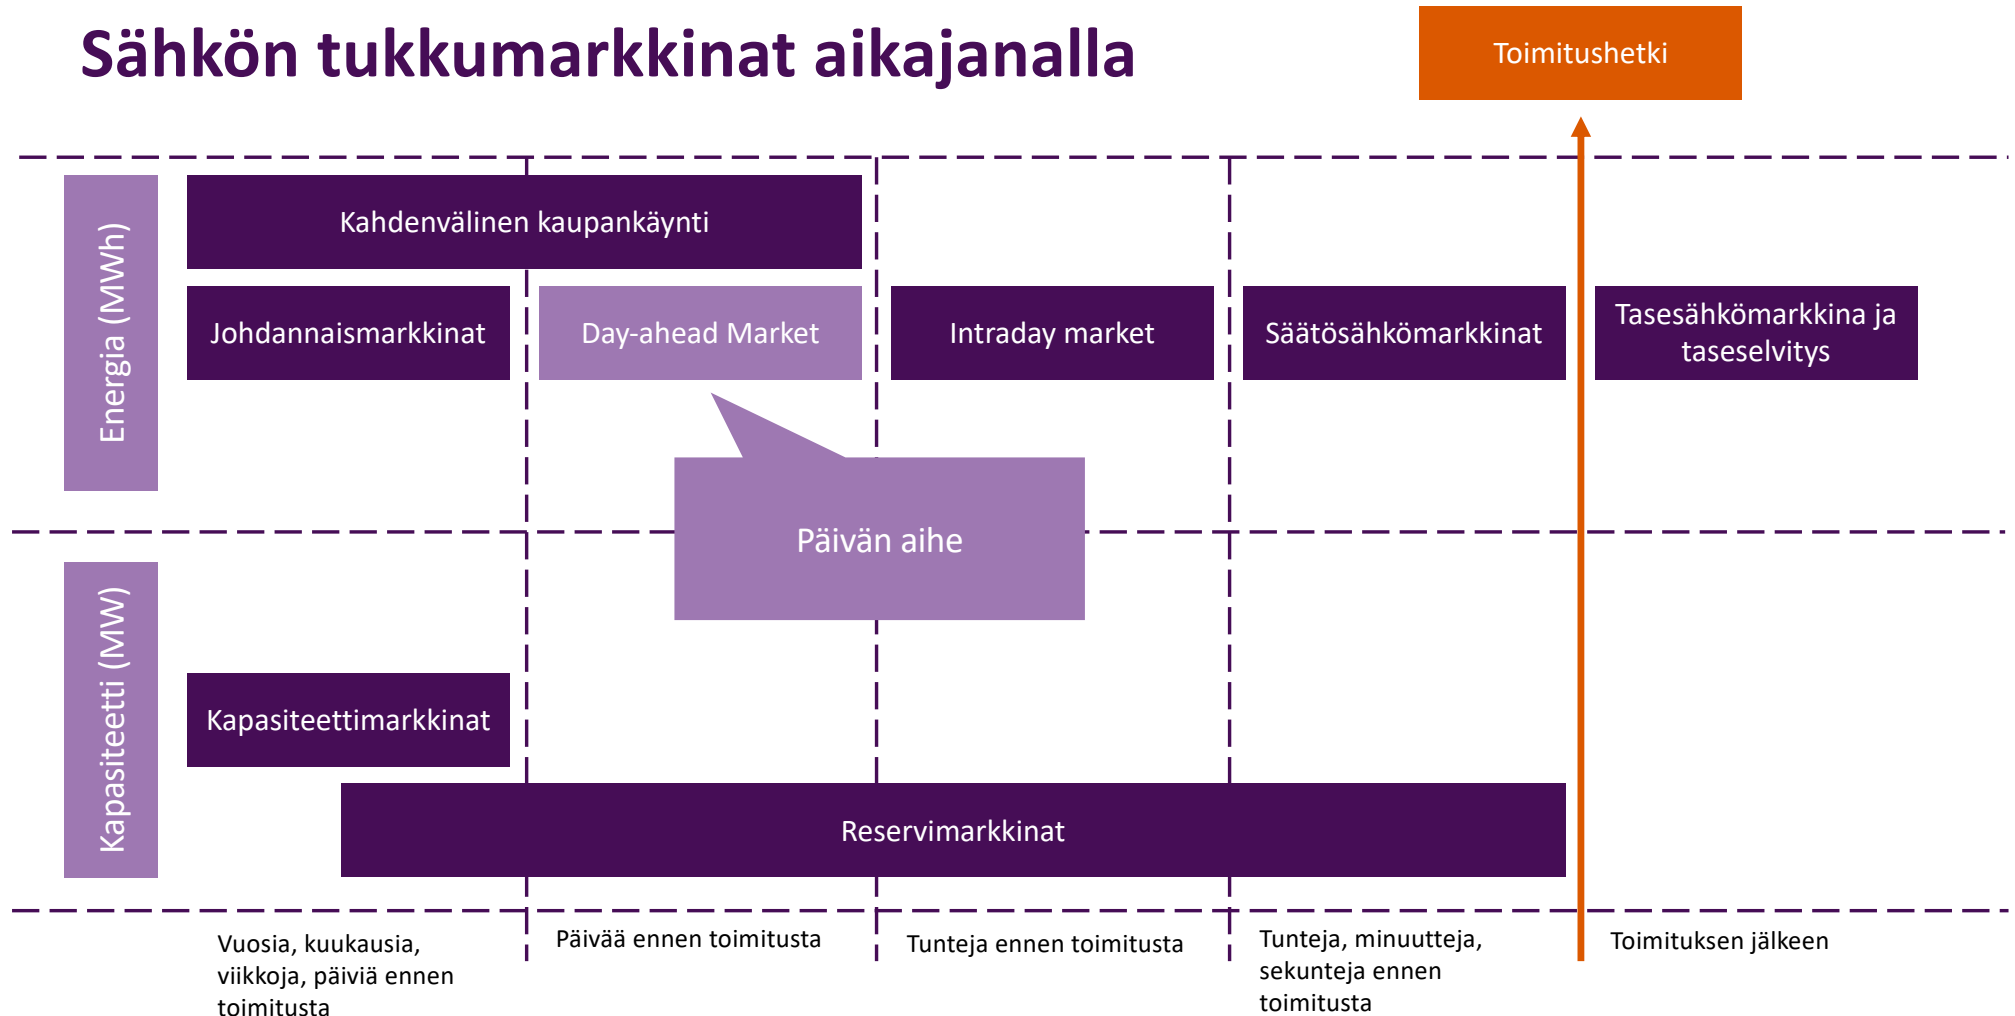 Sähkön tukkumarkkinat aikajanalla
Toimitushetki
Energia (MWh)
Kahdenvälinen kaupankäynti
Johdannaismarkkinat
Day-ahead Market
Intraday market
Säätösähkömarkkinat
Tasesähkömarkkina ja
taseselvitys
Päivän aihe
Kapasiteetti (MW)
Kapasiteettimarkkinat
Reservimarkkinat
Vuosia, kuukausia,
viikkoja, päiviä ennen
toimitusta
Päivää ennen toimitusta
Tunteja ennen toimitusta
Tunteja, minuutteja,
sekunteja ennen
toimitusta
Toimituksen jälkeen